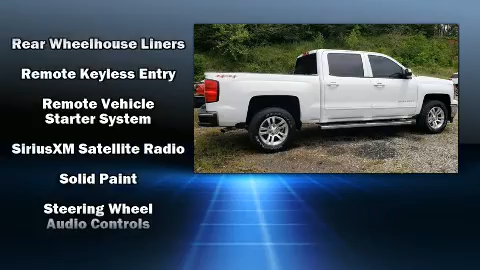 Rear Wheelhouse Liners
Remote Keyless Entry
Remote Vehicle
Starter System
SiriusXM Satellite Radio
Solid Paint
Steering Wheel
Audio Controls